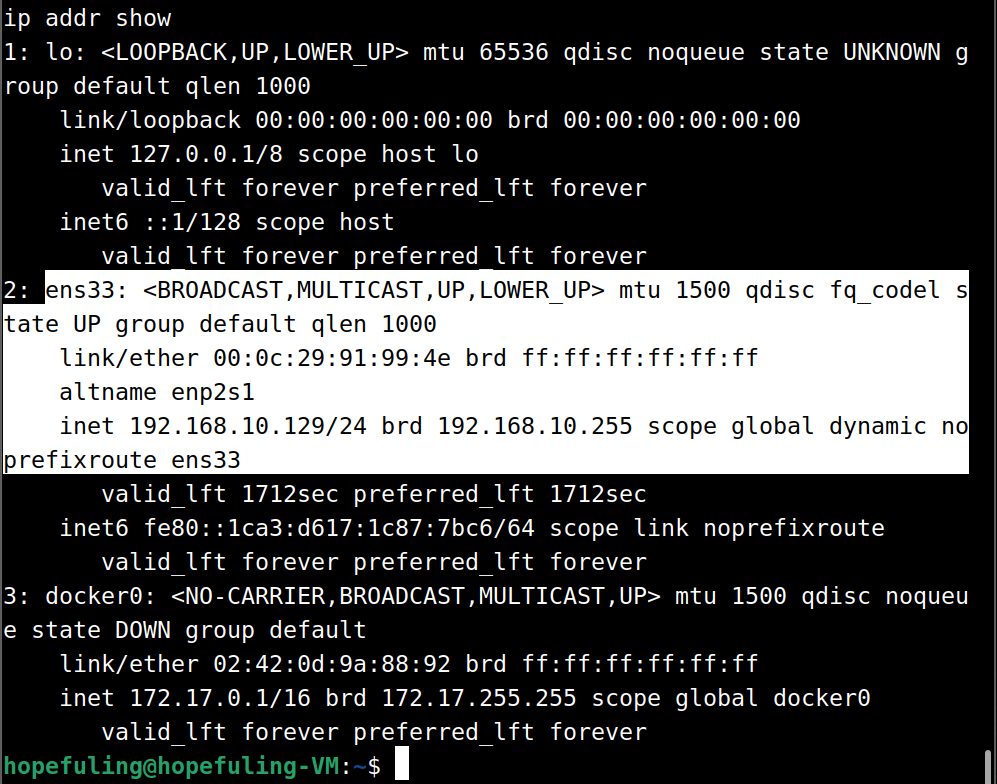 ip addr show
1: lo: <LOOPBACK,UP,LOWER_UP> mtu 65536 qdisc noqueue state UNKNOWN g
roup default qlen 1000
    link/loopback 00:00:00:00:00:00 brd 00:00:00:00:00:00
    inet 127.0.0.1/8 scope host lo
       valid_lft forever preferred_lft forever
    inet6 ::1/128 scope host
       valid_lft forever preferred_lft forever
2: ens33: <BROADCAST,MULTICAST,UP,LOWER_UP> mtu 1500 qdisc fq_codel s
tate UP group default qlen 1000
    link/ether 00:0c:29:91:99:4e brd ff:ff:ff:ff:ff:ff
    altname enp2s1
    inet 192.168.10.129/24 brd 192.168.10.255 scope global dynamic no
prefixroute ens33
       valid_lft 1712sec preferred_lft 1712sec
    inet6 fe80::1ca3:d617:1c87:7bc6/64 scope link noprefixroute
       valid_lft forever preferred_lft forever
3: docker0: <NO-CARRIER,BROADCAST,MULTICAST,UP> mtu 1500 qdisc noqueu
e state DOWN group default
    link/ether 02:42:0d:9a:88:92 brd ff:ff:ff:ff:ff:ff
    inet 172.17.0.1/16 brd 172.17.255.255 scope global docker0
       valid_lft forever preferred_lft forever
hopefuling@hopefuling-VM:~$